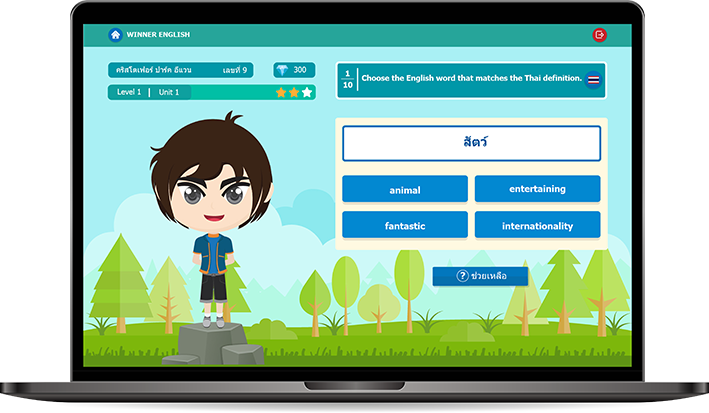 WINNER ENGLISH
คริสโตเฟอร์ ปาร์ค อีแวน เลขที่ 9
300
Level 1 | Unit 1
1
10
Choose the English word that matches the Thai definition.
สัตว์
animal
entertaining
fantastic
internationality
? ช่วยเหลือ